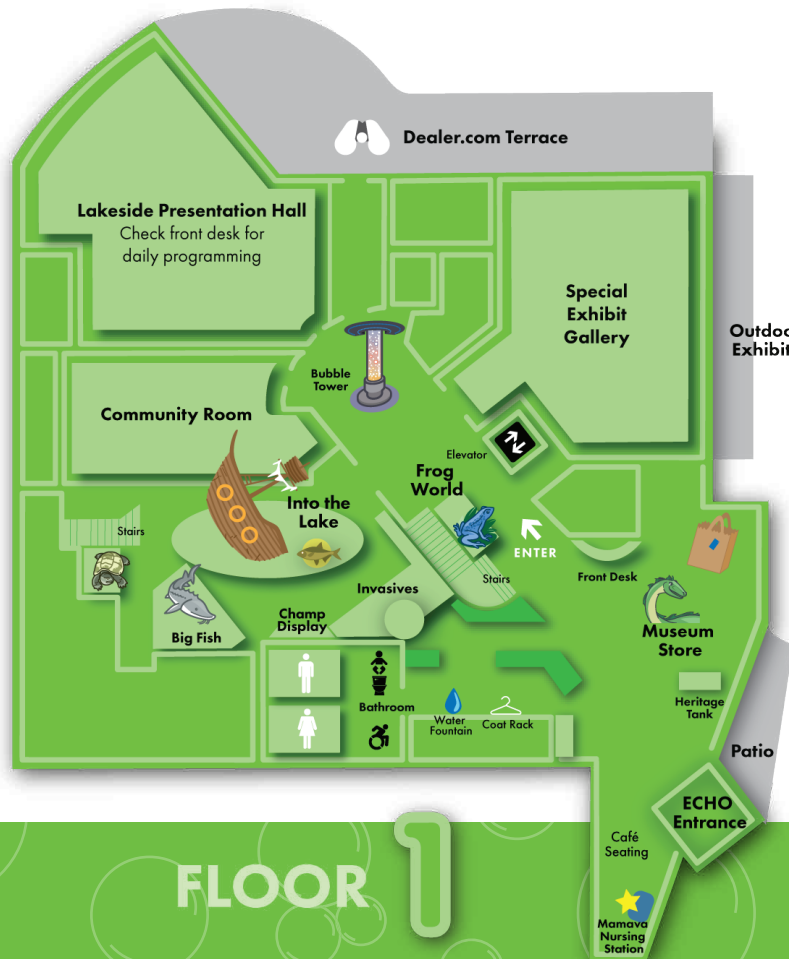 Dealer.com Terrace
Lakeside Presentation Hall
Check front desk for
daily programming
Special
Exhibit
Gallery
Outdoo
Exhibit
Bubble
Tower
Community Room
Elevator
Frog
World
Into the
Lake
Stairs
ENTER
Invasives
Stairs
Front Desk
Champ
Display
Big Fish
Museum
Store
Bathroom
Water
Fountain
Coat Rack
Heritage
Tank
Patio
ECHO
Entrance
Café
Seating
FLOOR 1
Mamava
Nursing
Station